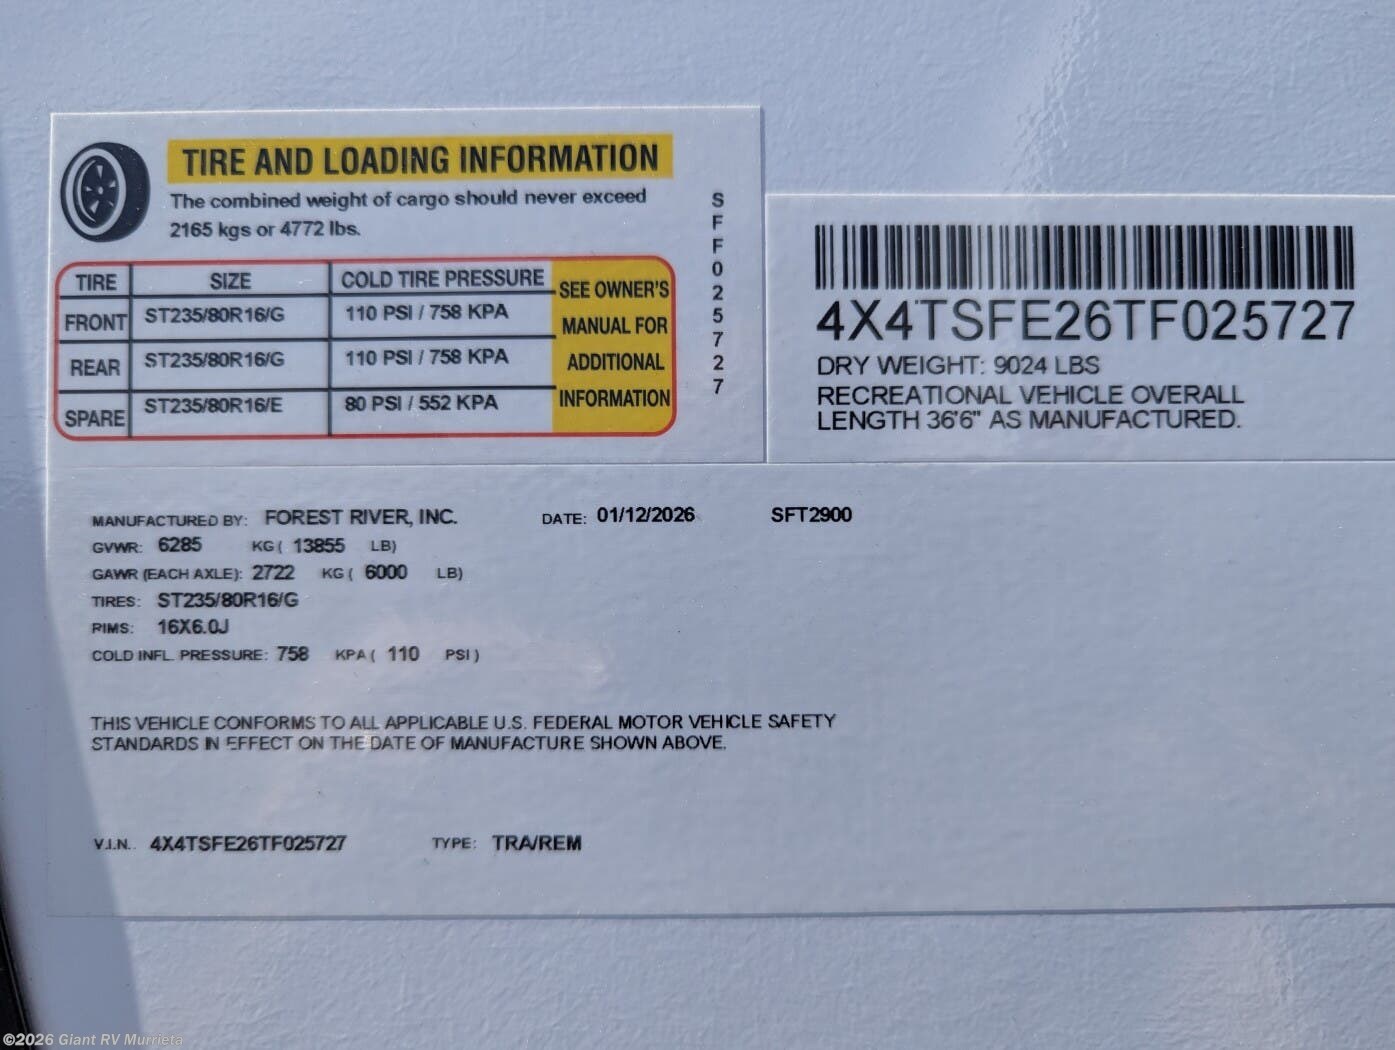 TIRE AND LOADING INFORMATION
The combined weight of cargo should never exceed
2165 kgs or 4772 lbs.
TIRE SIZE COLD TIRE PRESSURE
FRONT ST235/80R16/G 110 PSI / 758 KPA
REAR ST235/80R16/G 110 PSI / 758 KPA
SPARE ST235/80R16/E 80 PSI / 552 KPA
SEE OWNER'S
MANUAL FOR
ADDITIONAL
INFORMATION
SFF025727
4X4TSFE26TF025727
DRY WEIGHT: 9024 LBS
RECREATIONAL VEHICLE OVERALL
LENGTH 36'6" AS MANUFACTURED.
MANUFACTURED BY: FOREST RIVER, INC. DATE: 01/12/2026 SFT2900
GVWR: 6285 KG ( 13855 LB)
GAWR (EACH AXLE): 2722 KG ( 6000 LB)
TIRES: ST235/80R16/G
RIMS: 16X6.0J
COLD INFL. PRESSURE: 758 KPA ( 110 PSI )
THIS VEHICLE CONFORMS TO ALL APPLICABLE U.S. FEDERAL MOTOR VEHICLE SAFETY
STANDARDS IN EFFECT ON THE DATE OF MANUFACTURE SHOWN ABOVE.
V.I.N. 4X4TSFE26TF025727 TYPE: TRA/REM
©2026 Giant RV Murrieta